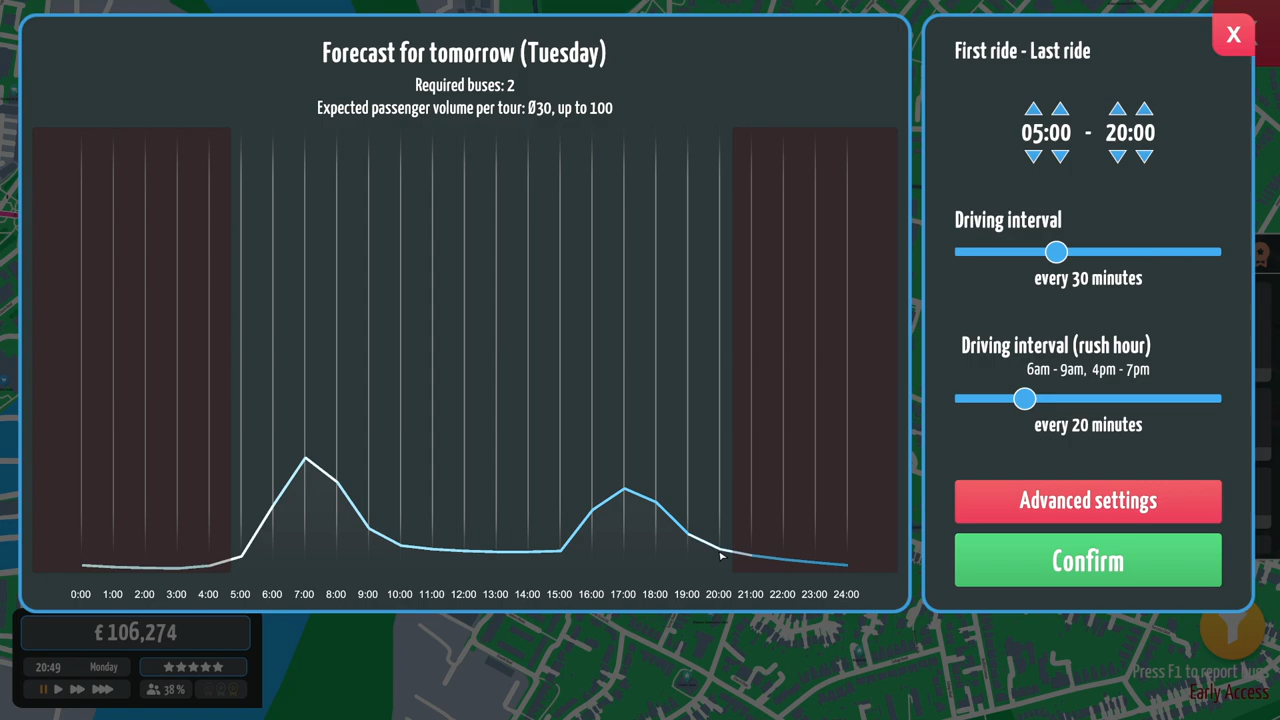 Forecast for tomorrow (Tuesday)
Required buses: 2
Expected passenger volume per tour: Ø30, up to 100
0:00 1:00 2:00 3:00 4:00 5:00 6:00 7:00 8:00 9:00 10:00 11:00 12:00 13:00 14:00 15:00 16:00 17:00 18:00 19:00 20:00 21:00 22:00 23:00 24:00
X
First ride - Last ride
05:00 - 20:00
Driving interval
every 30 minutes
Driving interval (rush hour)
6am - 9am, 4pm - 7pm
every 20 minutes
Advanced settings
Confirm
£ 106,274
20:49 Monday
38 %
Press F1 to report bugs
Early Access